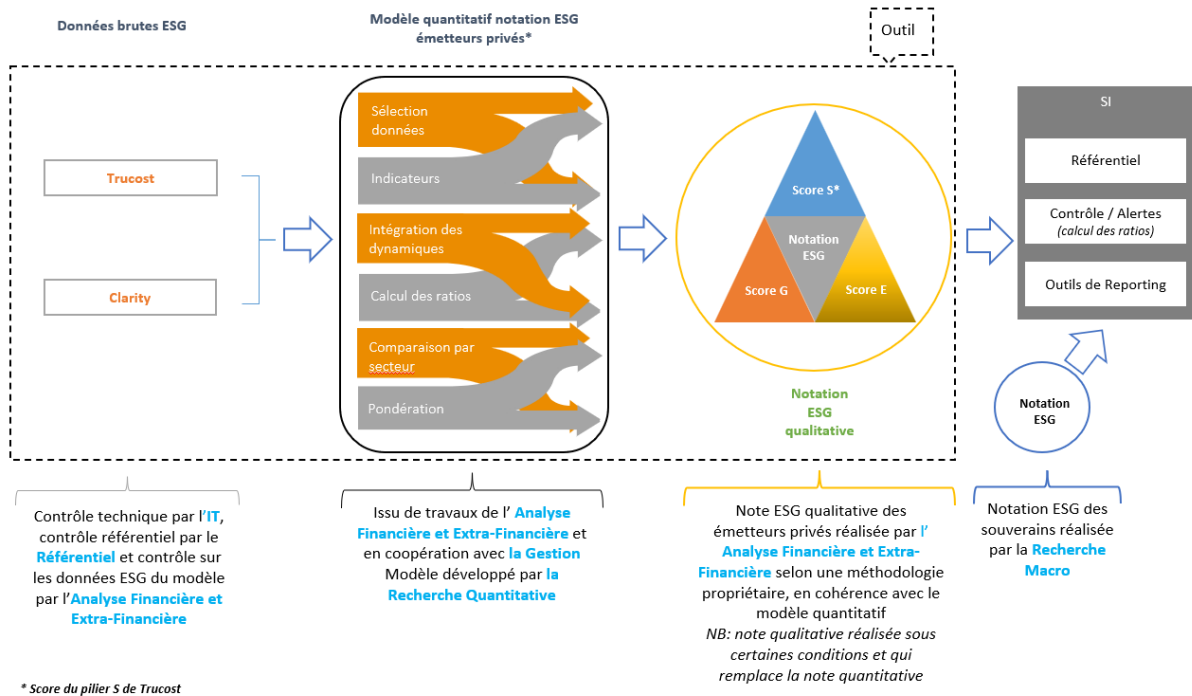 Données brutes ESG
Modèle quantitatif notation ESG
émetteurs privés*
Outil
Trucost
Clarity
Sélection
données
Indicateurs
Intégration des
dynamiques
Calcul des ratios
Comparaison par
secteur
Pondération
Score S*
Notation
ESG
Score G
Score E
Notation
ESG
qualitative
SI
Référentiel
Contrôle / Alertes
(calcul des ratios)
Outils de Reporting
Notation
ESG
Contrôle technique par l’IT,
contrôle référentiel par le
Référentiel et contrôle sur
les données ESG du modèle
par l’Analyse Financière et
Extra-Financière
Issu de travaux de l’ Analyse
Financière et Extra-Financière et
en coopération avec la Gestion
Modèle développé par la
Recherche Quantitative
Note ESG qualitative des
émetteurs privés réalisée par l’
Analyse Financière et Extra-
Financière selon une méthodologie
propriétaire, en cohérence avec le
modèle quantitatif
NB: note qualitative réalisée sous
certaines conditions et qui
remplace la note quantitative
Notation ESG des
souverains réalisée
par la Recherche
Macro
* Score du pilier S de Trucost